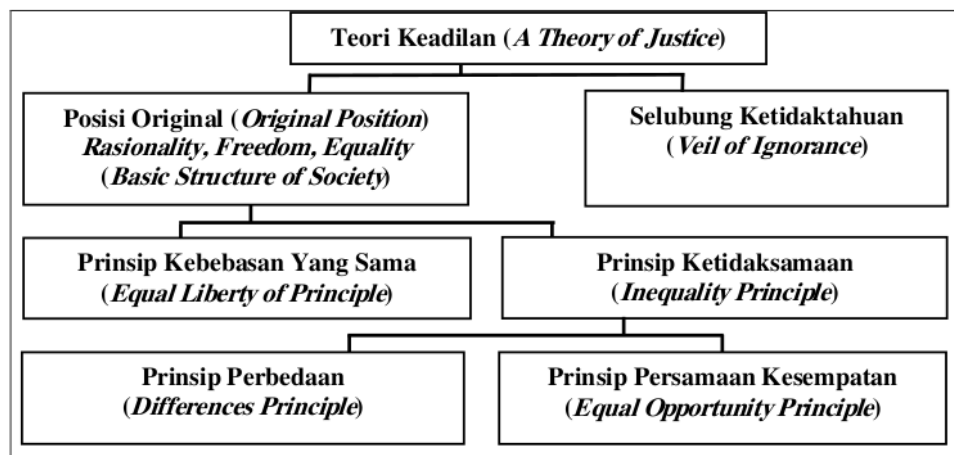 Teori Keadilan (A Theory of Justice)
Posisi Original (Original Position)
Rasionality, Freedom, Equality
(Basic Structure of Society)
Selubung Ketidaktahuan
(Veil of Ignorance)
Prinsip Kebebasan Yang Sama
(Equal Liberty of Principle)
Prinsip Ketidaksamaan
(Inequality Principle)
Prinsip Perbedaan
(Differences Principle)
Prinsip Persamaan Kesempatan
(Equal Opportunity Principle)